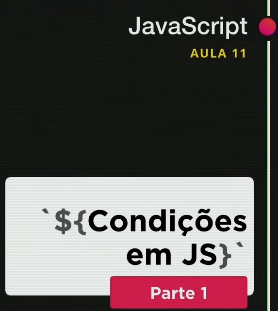 JavaScript
AULA 11
`${Condições
em JS}`
Parte 1